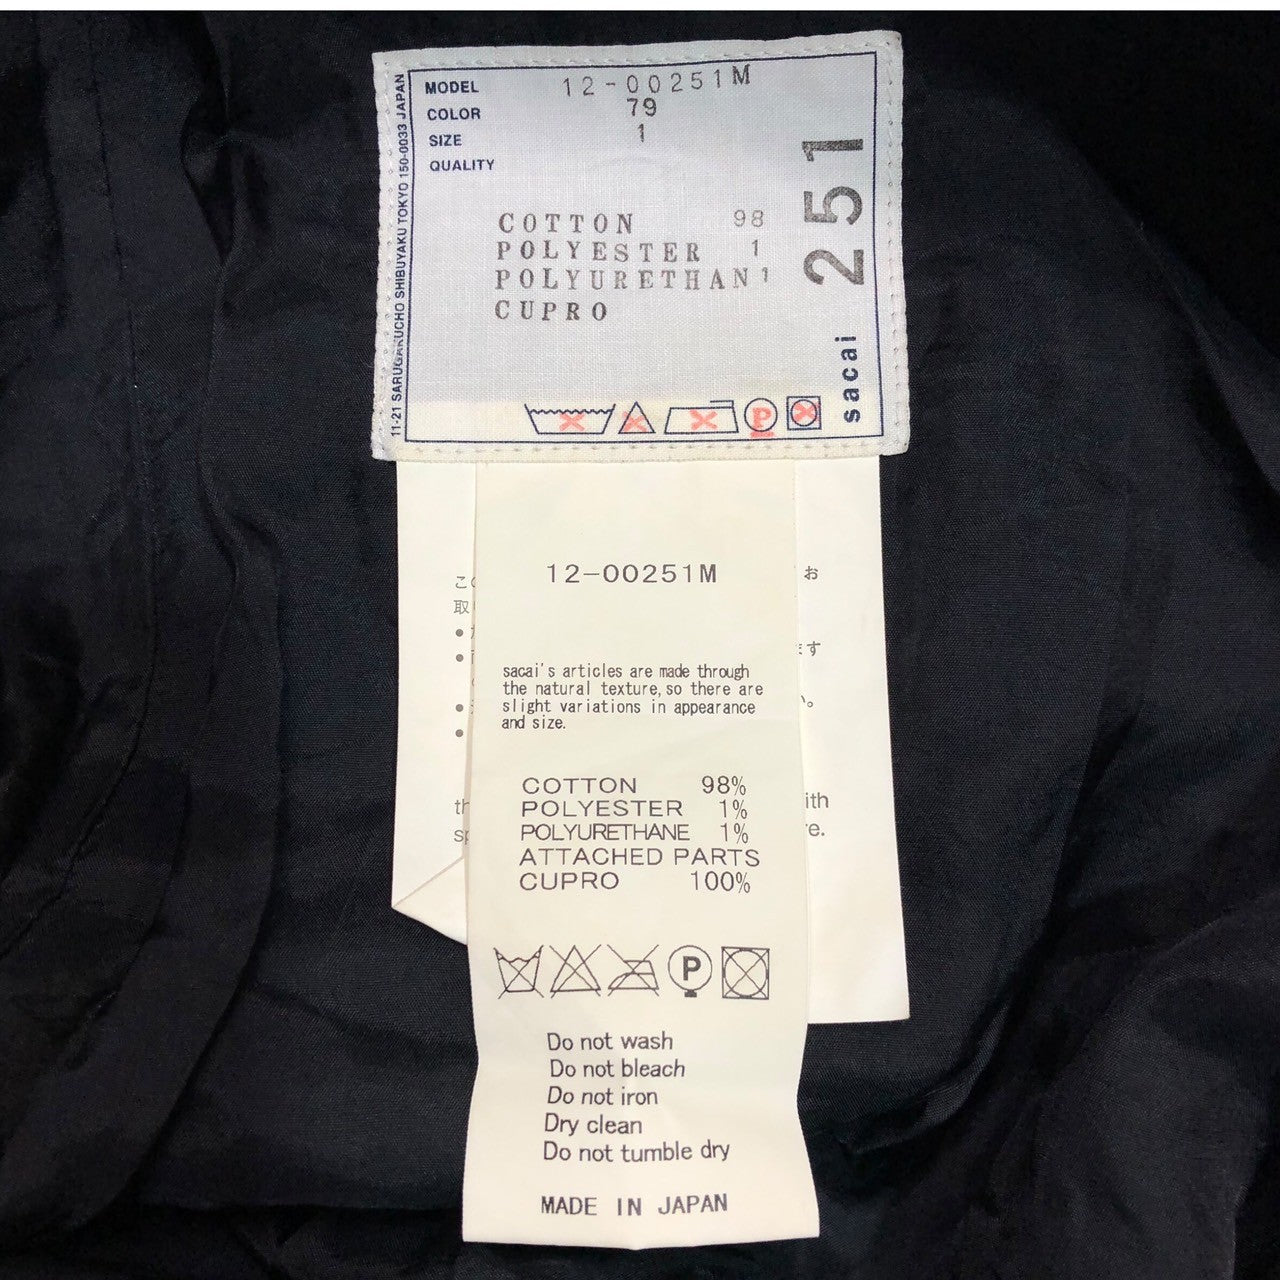 MODEL 12-00251M
COLOR 79
SIZE 1
QUALITY
COTTON 98
POLYESTER 1
POLYURETHAN 1
CUPRO
11-21 SARUGAKUCHO SHIBUYAKU TOKYO 150-0033 JAPAN
sacai 251
P
12-00251M
sacai's articles are made through
the natural texture, so there are
slight variations in appearance
and size.
COTTON 98%
POLYESTER 1%
POLYURETHANE 1%
ATTACHED PARTS
CUPRO 100%
P
Do not wash
Do not bleach
Do not iron
Dry clean
Do not tumble dry
MADE IN JAPAN
お
ます